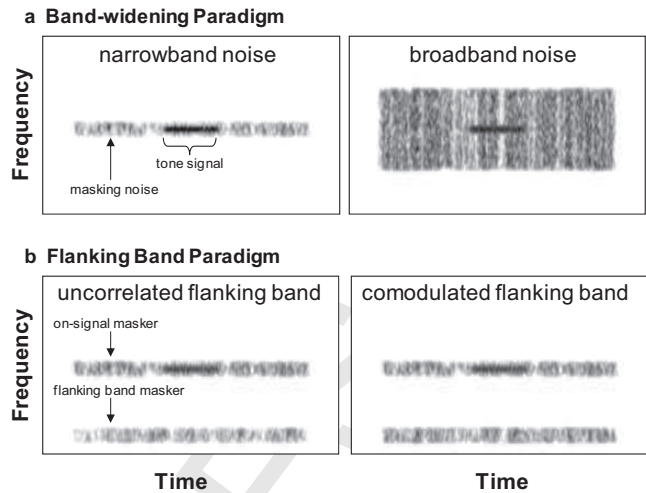 a Band-widening Paradigm
narrowband noise
broadband noise
Frequency
tone signal
masking noise
b Flanking Band Paradigm
uncorrelated flanking band
comodulated flanking band
on-signal masker
Frequency
flanking band masker
Time
Time